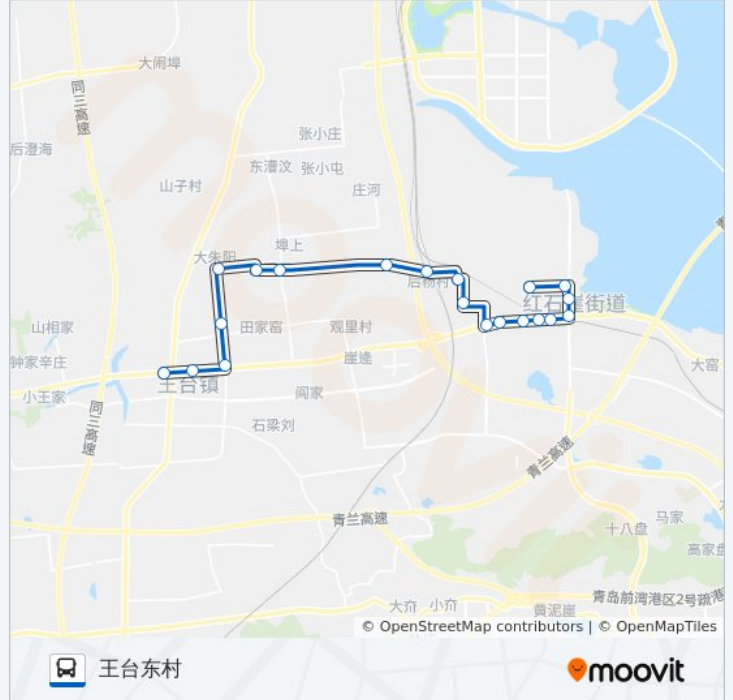 大闹埠
同三高速
张小庄
后澄海
东漕汶
张小屯
山子村
庄河
埠上
大朱阳
后杨村
红石崖街道
山相家
田家窑
观里村
钟家辛庄
崖逄
大窑
王台镇
小王家
阎家
同三高速
石梁刘
青兰高速
青兰高速
马家
十八盘
高家盘
青岛前湾港区2号疏港
大夼
小夼
黄泥崖
© OpenStreetMap contributors | © OpenMapTiles
王台东村
moovit